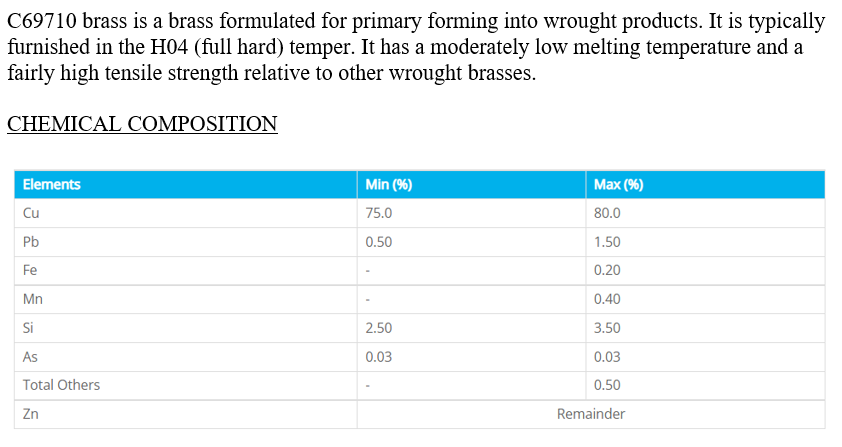 C69710 brass is a brass formulated for primary forming into wrought products. It is typically
furnished in the H04 (full hard) temper. It has a moderately low melting temperature and a
fairly high tensile strength relative to other wrought brasses.
CHEMICAL COMPOSITION
Elements Min (%) Max (%)
Cu 75.0 80.0
Pb 0.50 1.50
Fe - 0.20
Mn - 0.40
Si 2.50 3.50
As 0.03 0.03
Total Others - 0.50
Zn Remainder